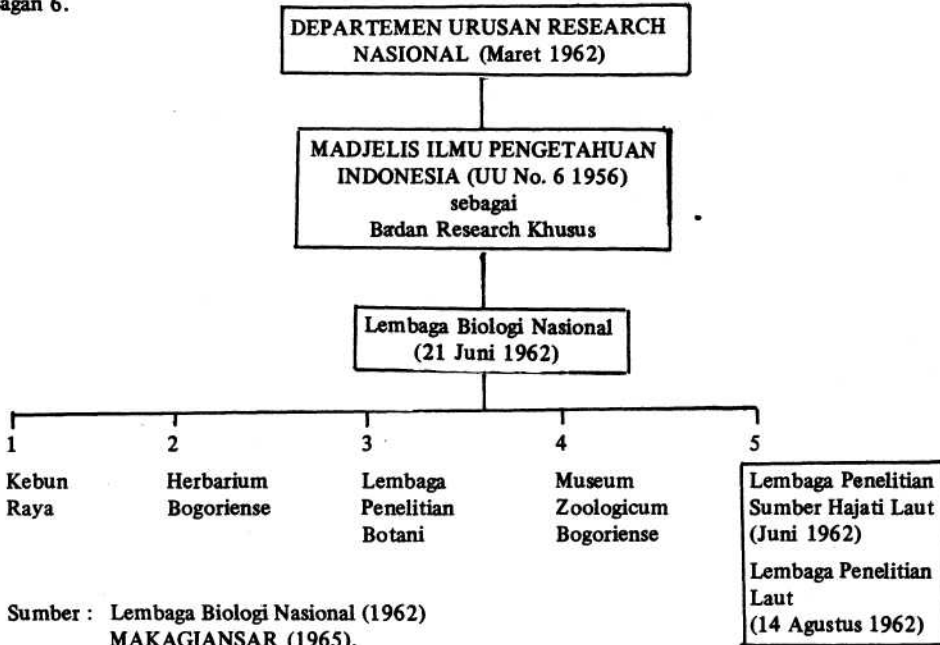 agan 6.
DEPARTEMEN URUSAN RESEARCH
NASIONAL (Maret 1962)
MADJELIS ILMU PENGETAHUAN
INDONESIA (UU No. 6 1956)
sebagai
Badan Research Khusus
Lembaga Biologi Nasional
(21 Juni 1962)
1
Kebun
Raya
2
Herbarium
Bogoriense
3
Lembaga
Penelitian
Botani
4
Museum
Zoologicum
Bogoriense
5
Lembaga Penelitian
Sumber Hajati Laut
(Juni 1962)
Lembaga Penelitian
Laut
(14 Agustus 1962)
Sumber : Lembaga Biologi Nasional (1962)
MAKAGIANSAR (1965).